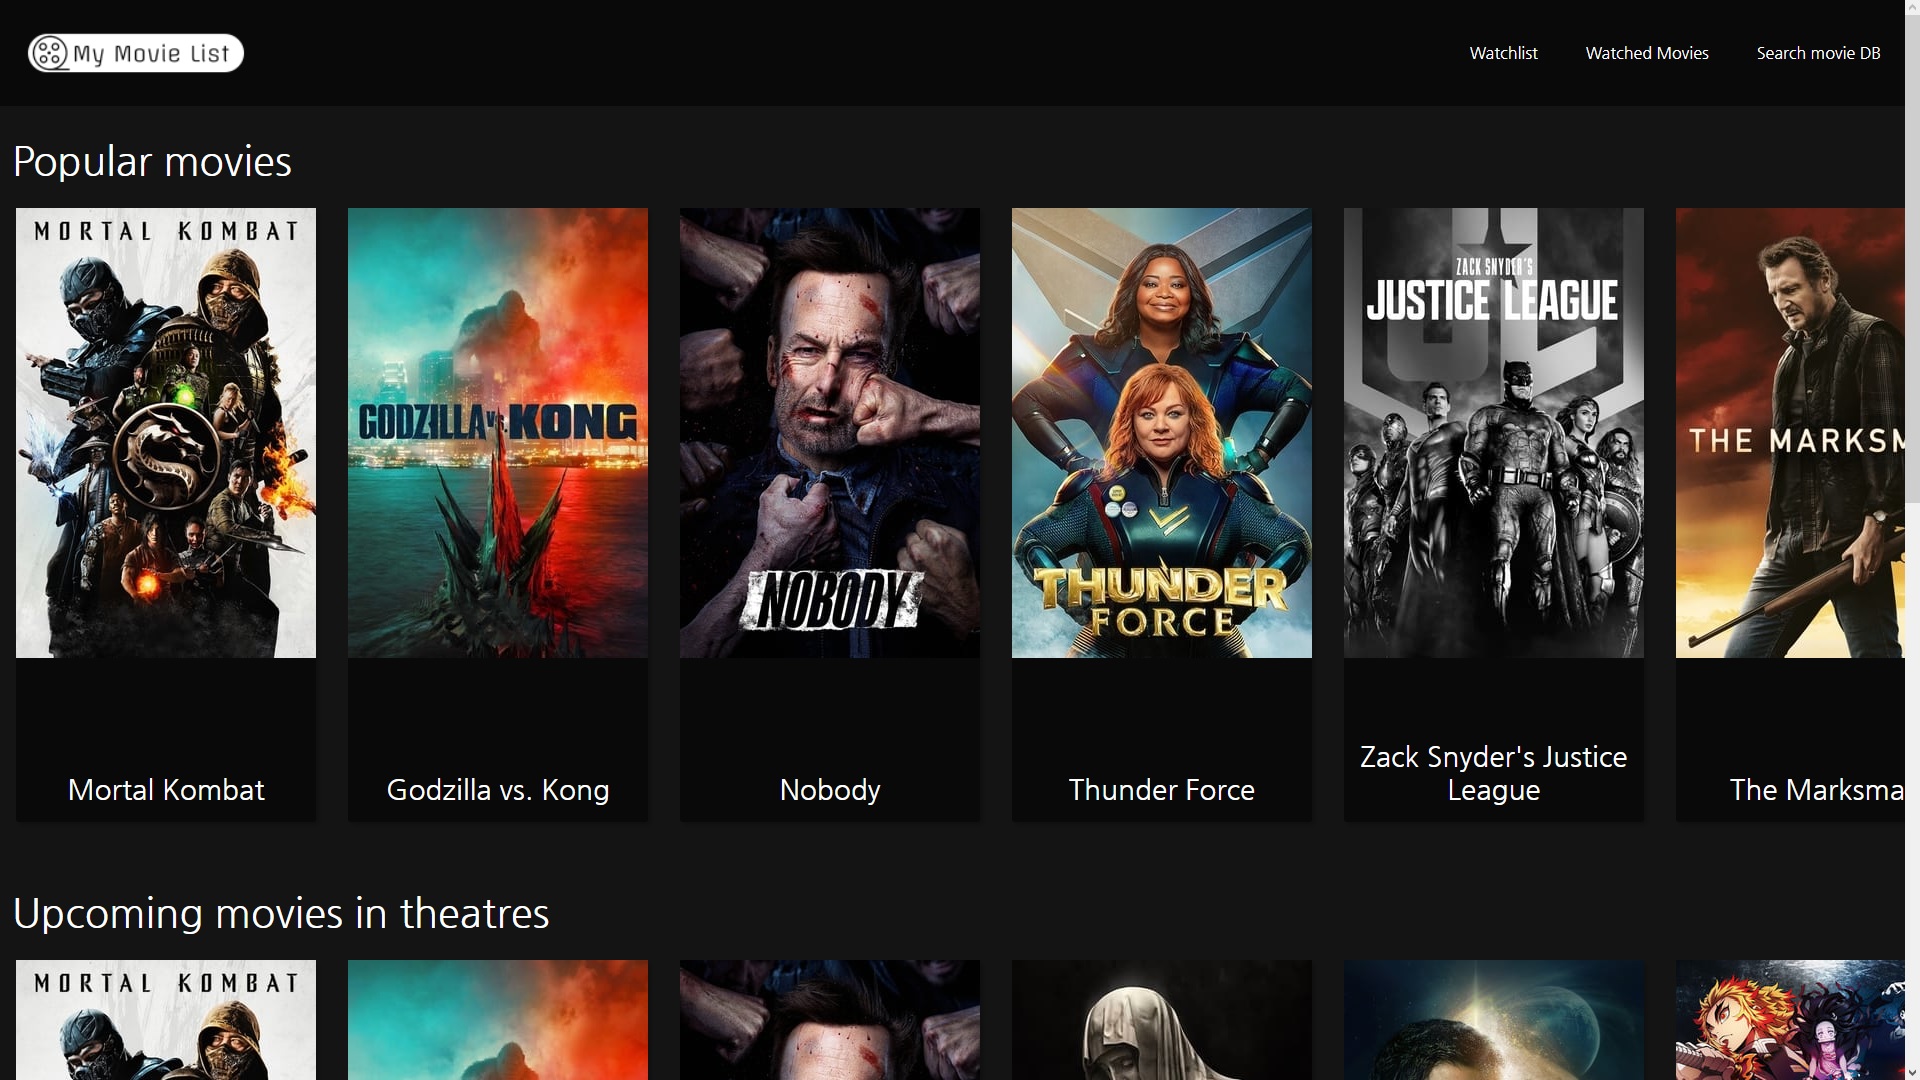 My Movie List
Watchlist
Watched Movies
Search movie DB
Popular movies
MORTAL KOMBAT
GODZILLA vs. KONG
NOBODY
THUNDER
FORCE
ZACK SNYDER'S
JUSTICE LEAGUE
THE MARKSM
Mortal Kombat
Godzilla vs. Kong
Nobody
Thunder Force
Zack Snyder's Justice
League
The Marksma
Upcoming movies in theatres
MORTAL KOMBAT